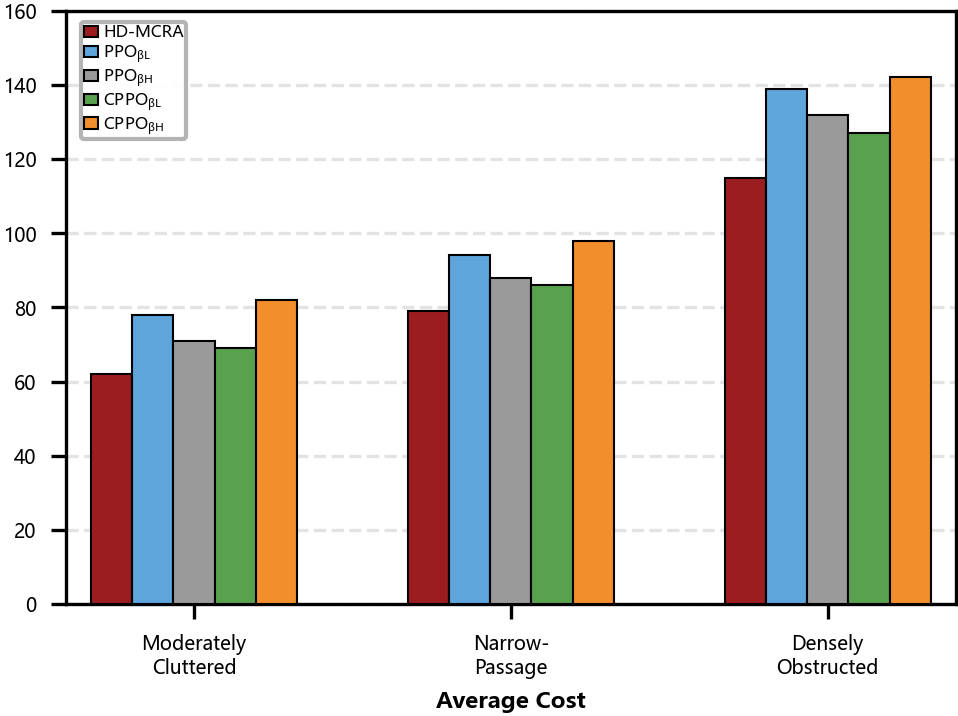 160
140
120
100
80
60
40
20
0
HD-MCRA
PPOβL
PPOβH
CPPOβL
CPPOβH
Moderately
Cluttered
Narrow-
Passage
Densely
Obstructed
Average Cost